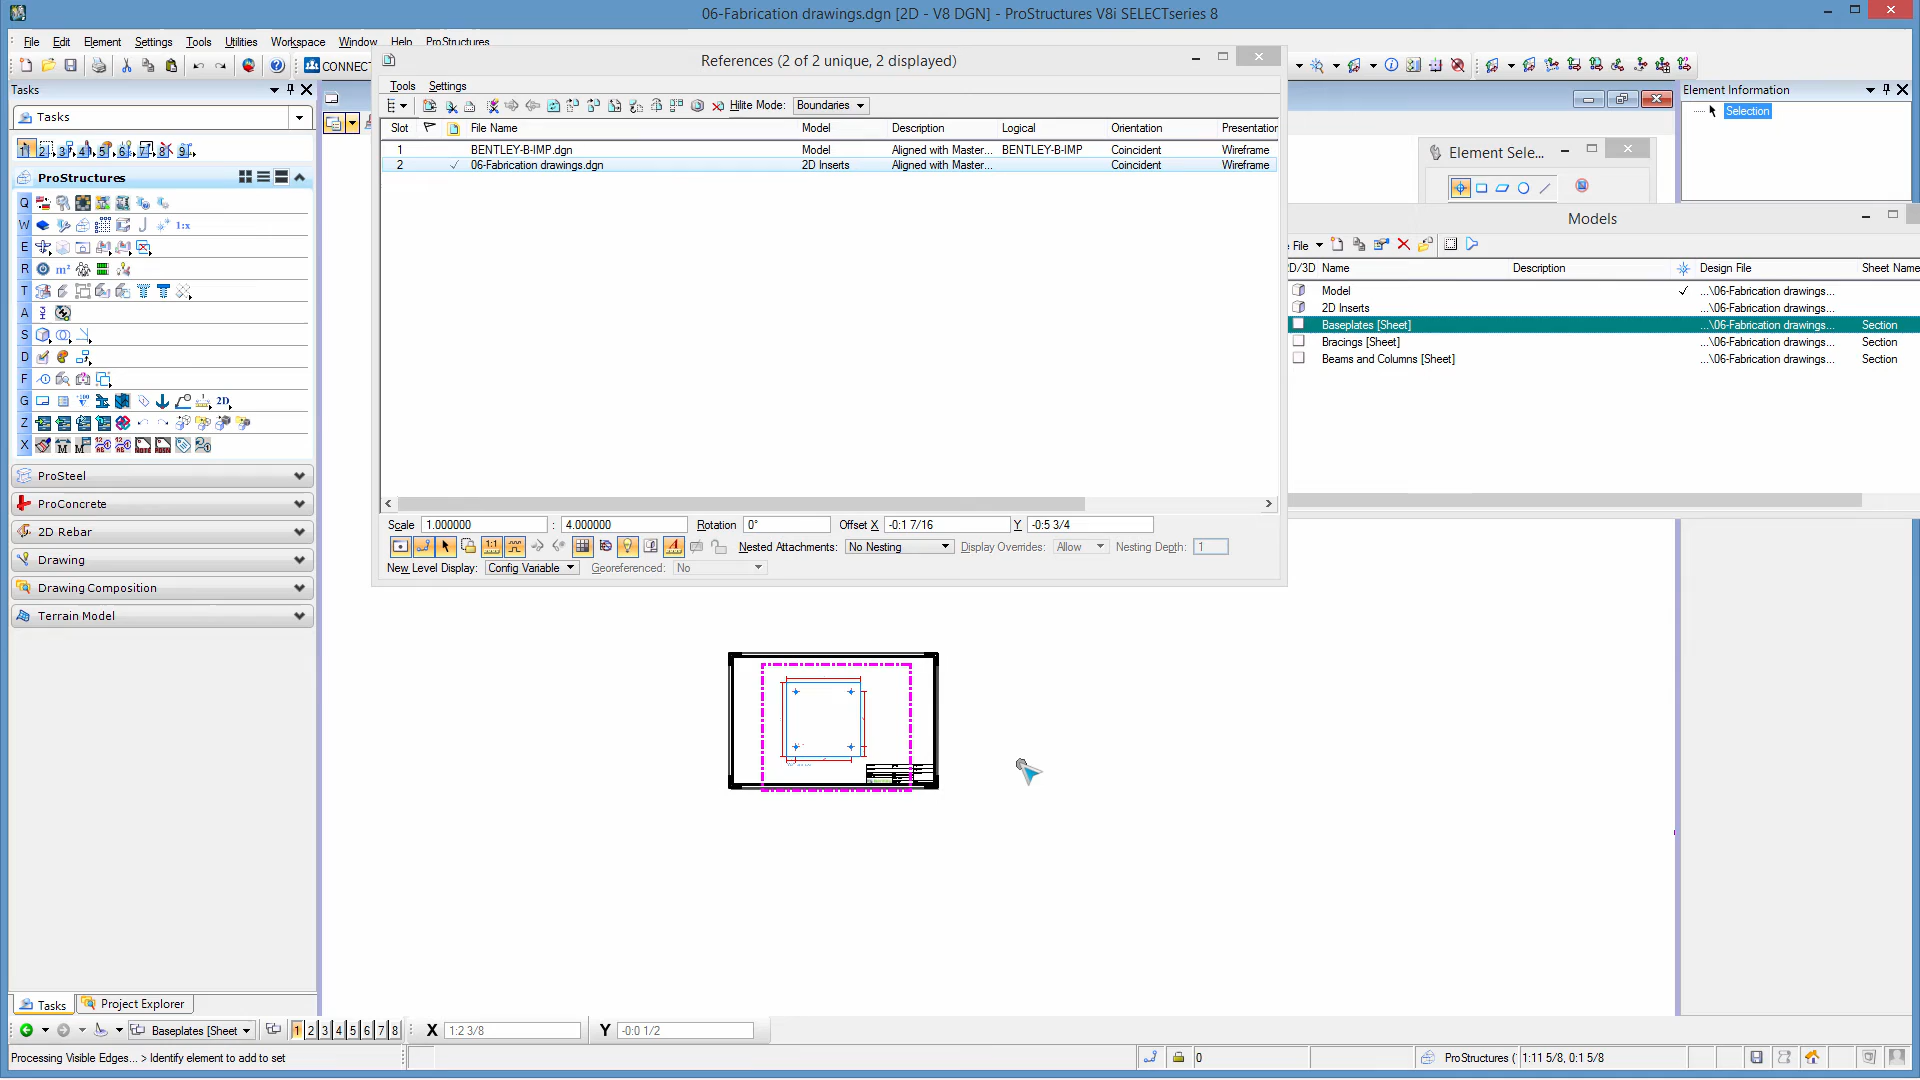 06-Fabrication drawings.dgn [2D - V8 DGN] - ProStructures V8i SELECTseries 8
File Edit Element Settings Tools Utilities Workspace Window Help ProStructures
CONNECT
Tasks
Tasks
ProStructures
Q
W 1:x
E
R m²
T
A
S
D
F
G 2D
Z
X
ProSteel
ProConcrete
2D Rebar
Drawing
Drawing Composition
Terrain Model
References (2 of 2 unique, 2 displayed)
Tools Settings
Hilite Mode: Boundaries
Slot File Name Model Description Logical Orientation Presentation
1 BENTLEY-B-IMP.dgn Model Aligned with Master... BENTLEY-B-IMP Coincident Wireframe
2 06-Fabrication drawings.dgn 2D Inserts Aligned with Master... Coincident Wireframe
Scale 1.000000 : 4.000000 Rotation 0° Offset X -0:1 7/16 Y -0:5 3/4
Nested Attachments: No Nesting Display Overrides: Allow Nesting Depth: 1
New Level Display: Config Variable Georeferenced: No
Element Sele...
Element Information
Selection
Models
File
2D/3D Name Description Design File Sheet Name
Model ...\06-Fabrication drawings...
2D Inserts ...\06-Fabrication drawings...
Baseplates [Sheet] ...\06-Fabrication drawings... Section
Bracings [Sheet] ...\06-Fabrication drawings... Section
Beams and Columns [Sheet] ...\06-Fabrication drawings... Section
Tasks Project Explorer
Baseplates [Sheet 1 2 3 4 5 6 7 8 X 1:2 3/8 Y -0:0 1/2
Processing Visible Edges... > Identify element to add to set 0 ProStructures ( 1:11 5/8, 0:1 5/8